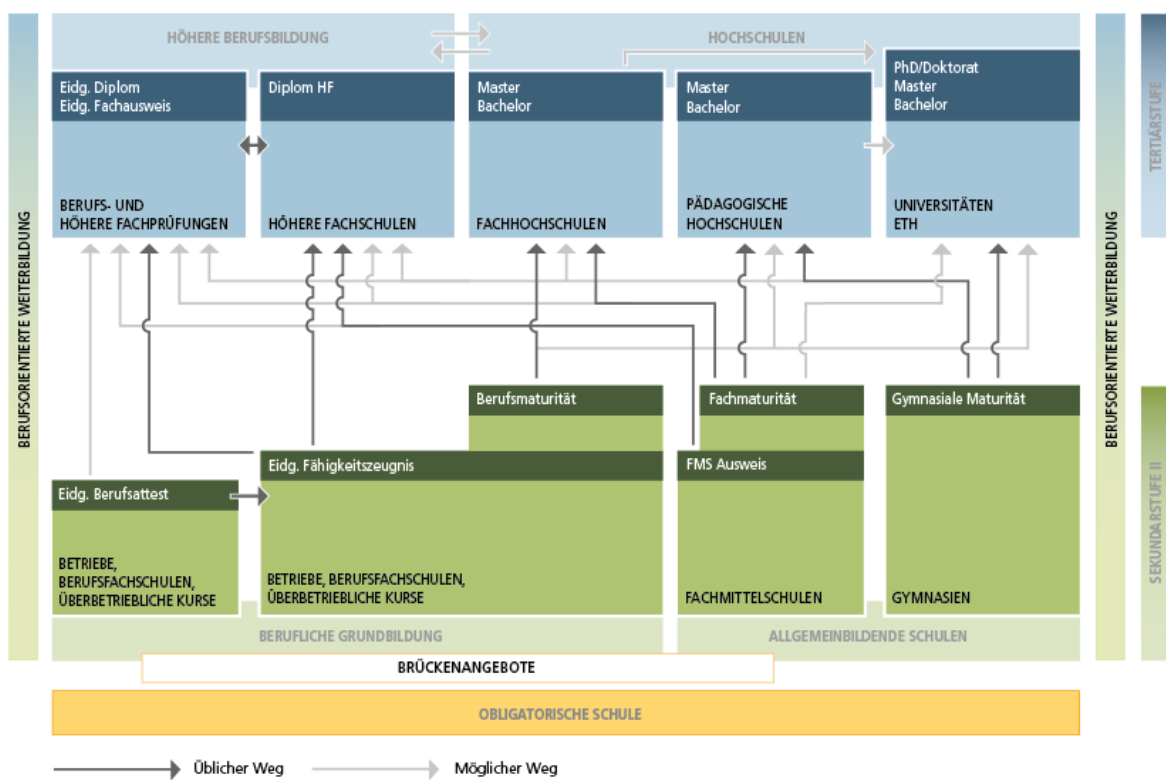 BERUFSORIENTIERTE WEITERBILDUNG
HÖHERE BERUFSBILDUNG
HOCHSCHULEN
Eidg. Diplom
Eidg. Fachausweis
Diplom HF
Master
Bachelor
Master
Bachelor
PhD/Doktorat
Master
Bachelor
BERUFS- UND
HÖHERE FACHPRÜFUNGEN
HÖHERE FACHSCHULEN
FACHHOCHSCHULEN
PÄDAGOGISCHE
HOCHSCHULEN
UNIVERSITÄTEN
ETH
BERUFSORIENTIERTE WEITERBILDUNG
TERTIÄRSTUFE
Berufsmaturität
Fachmaturität
Gymnasiale Maturität
Eidg. Fähigkeitszeugnis
FMS Ausweis
Eidg. Berufsattest
BETRIEBE,
BERUFSFACHSCHULEN,
ÜBERBETRIEBLICHE KURSE
BETRIEBE, BERUFSFACHSCHULEN,
ÜBERBETRIEBLICHE KURSE
FACHMITTELSCHULEN
GYMNASIEN
SEKUNDARSTUFE II
BERUFLICHE GRUNDBILDUNG
ALLGEMEINBILDENDE SCHULEN
BRÜCKENANGEBOTE
OBLIGATORISCHE SCHULE
Üblicher Weg
Möglicher Weg